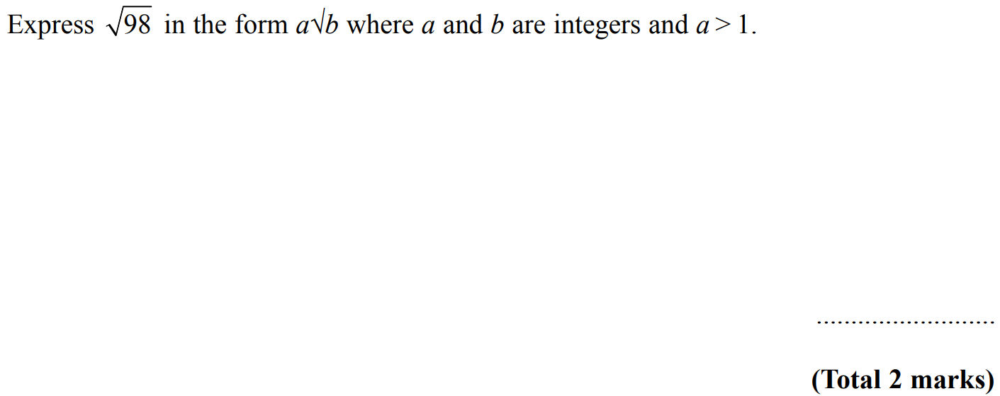 Express √98 in the form a√b where a and b are integers and a > 1.
..........................
(Total 2 marks)